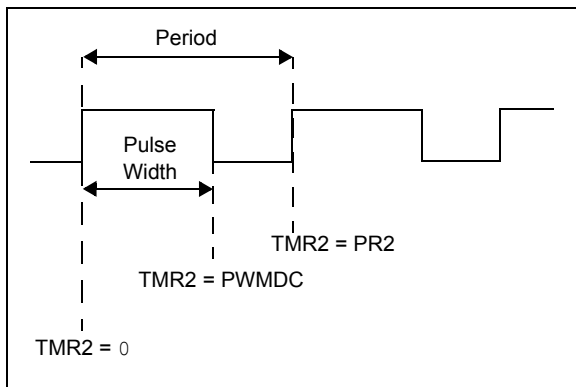 Period
Pulse
Width
TMR2 = PR2
TMR2 = PWMDC
TMR2 = 0